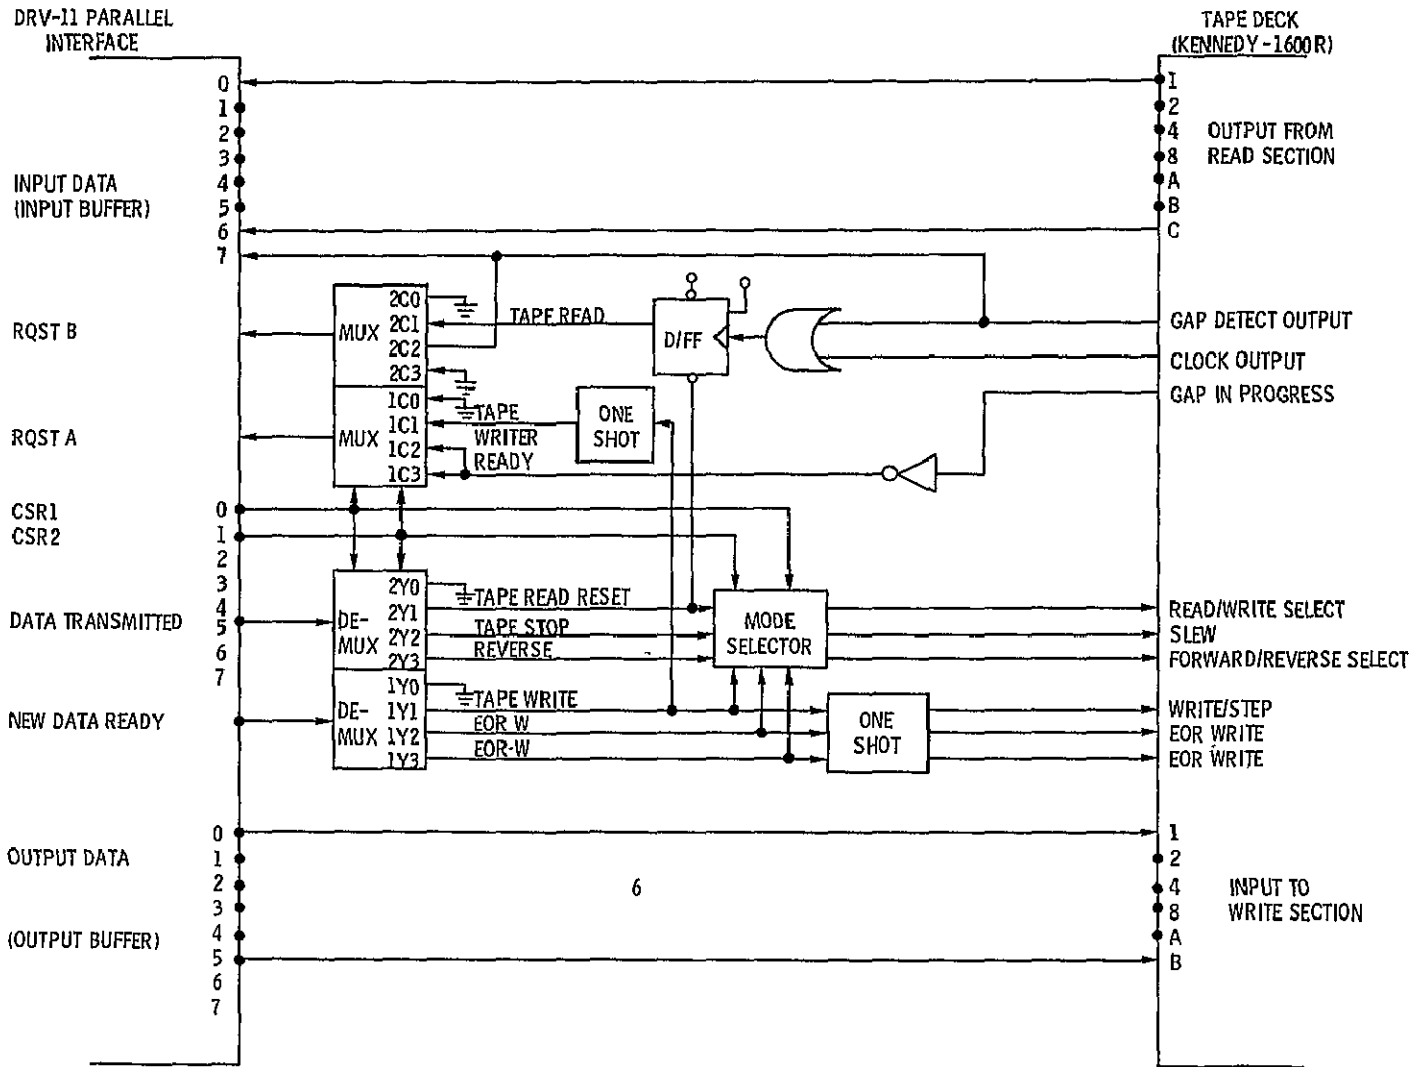 DRV-11 PARALLEL
INTERFACE
TAPE DECK
(KENNEDY-1600R)
0
1
2
3
4
5
6
7
INPUT DATA
(INPUT BUFFER)
1
2
4
8
A
B
C
OUTPUT FROM
READ SECTION
RQST B
MUX
2C0
2C1
2C2
2C3
TAPE READ
D/FF
GAP DETECT OUTPUT
CLOCK OUTPUT
GAP IN PROGRESS
RQST A
MUX
1C0
1C1
1C2
1C3
TAPE
WRITER
READY
ONE
SHOT
CSR1
CSR2
0
1
2
3
4
5
6
7
DATA TRANSMITTED
DE-
MUX
2Y0
2Y1
2Y2
2Y3
TAPE READ RESET
TAPE STOP
REVERSE
MODE
SELECTOR
READ/WRITE SELECT
SLEW
FORWARD/REVERSE SELECT
NEW DATA READY
DE-
MUX
1Y0
1Y1
1Y2
1Y3
TAPE WRITE
EOR W
EOR-W
ONE
SHOT
WRITE/STEP
EOR WRITE
EOR WRITE
OUTPUT DATA
(OUTPUT BUFFER)
0
1
2
3
4
5
6
7
6
1
2
4
8
A
B
INPUT TO
WRITE SECTION